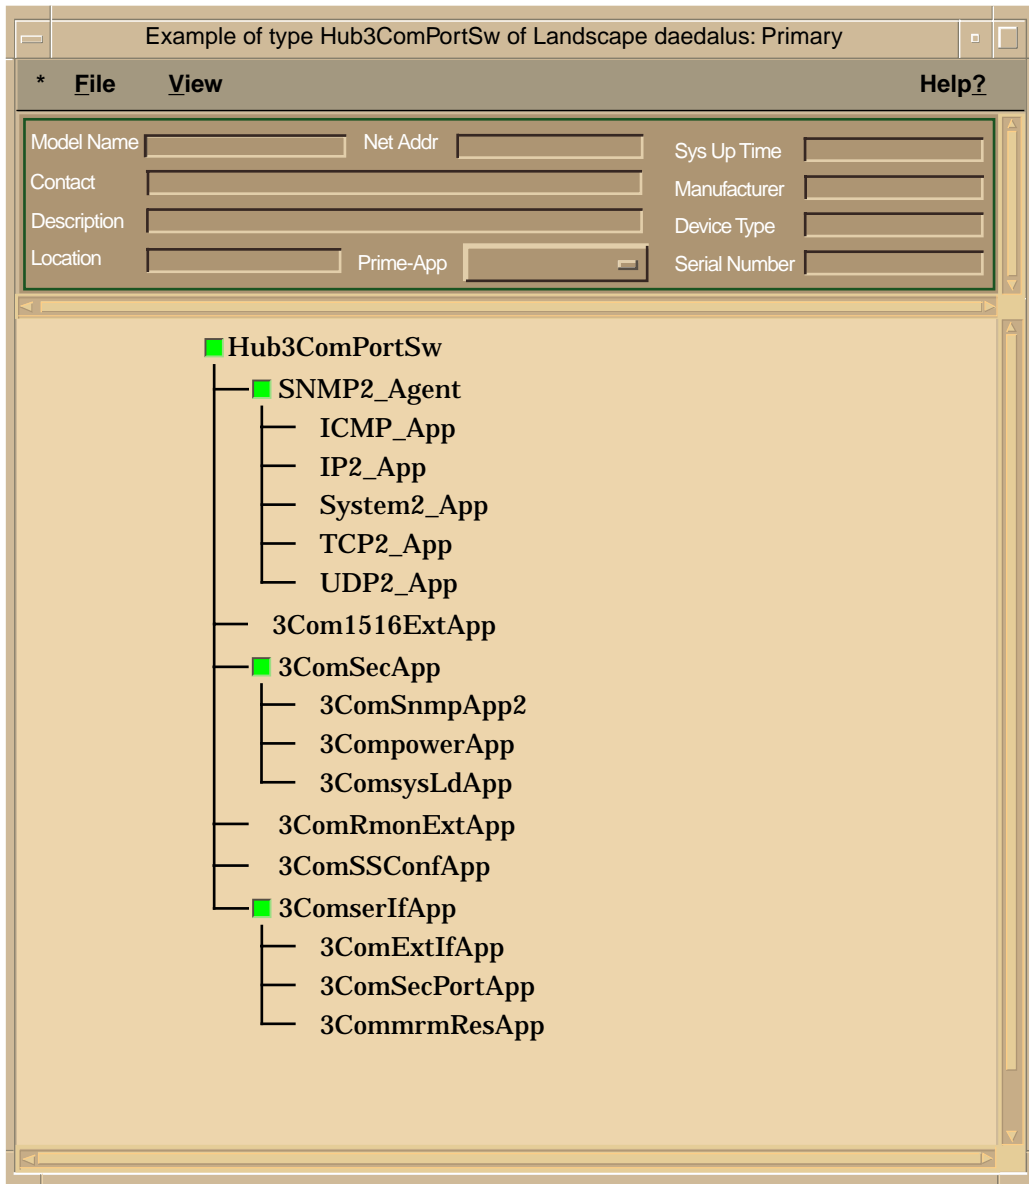 Example of type Hub3ComPortSw of Landscape daedalus: Primary
* File View Help?
Model Name Net Addr Sys Up Time
Contact Manufacturer
Description Device Type
Location Prime-App Serial Number
Hub3ComPortSw
SNMP2_Agent
ICMP_App
IP2_App
System2_App
TCP2_App
UDP2_App
3Com1516ExtApp
3ComSecApp
3ComSnmpApp2
3CompowerApp
3ComsysLdApp
3ComRmonExtApp
3ComSSConfApp
3ComserIfApp
3ComExtIfApp
3ComSecPortApp
3CommrmResApp